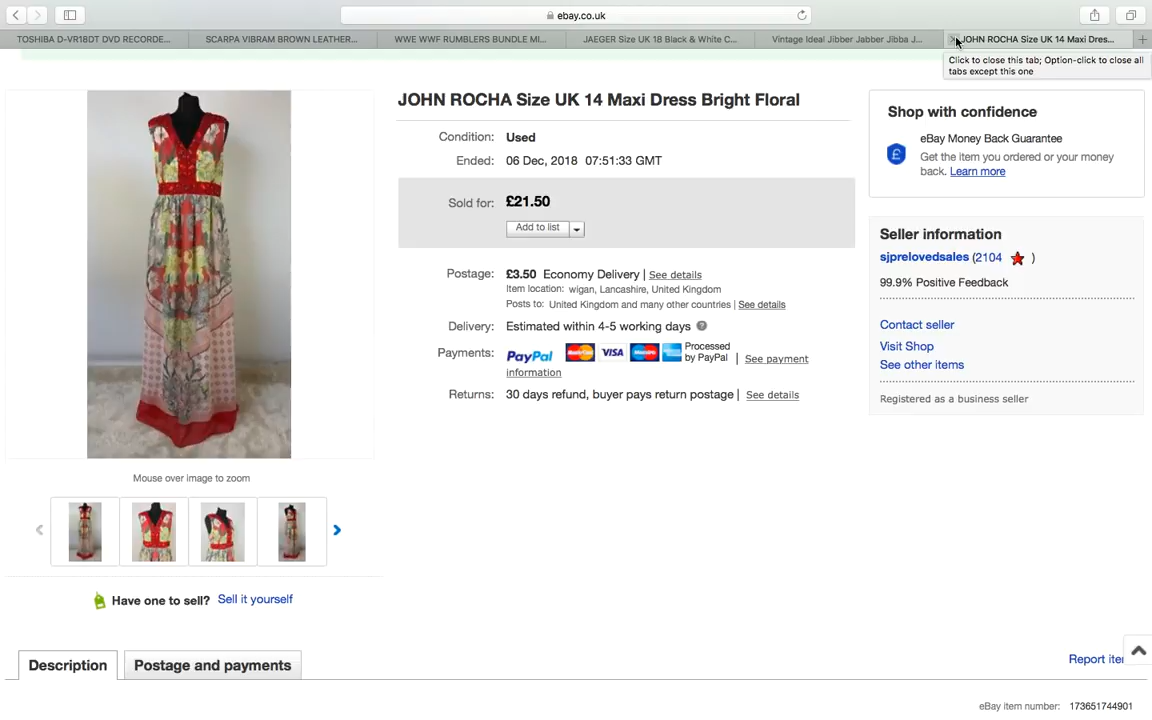 ebay.co.uk
TOSHIBA D-VR18DT DVD RECORDE...
SCARPA VIBRAM BROWN LEATHER...
WWE WWF RUMBLERS BUNDLE MI...
JAEGER Size UK 18 Black & White C...
Vintage Ideal Jibber Jabber Jibba J...
JOHN ROCHA Size UK 14 Maxi Dres...
Click to close this tab; Option-click to close all
tabs except this one
JOHN ROCHA Size UK 14 Maxi Dress Bright Floral
Condition: Used
Ended: 06 Dec, 2018 07:51:33 GMT
Sold for: £21.50
Add to list
Postage: £3.50 Economy Delivery | See details
Item location: wigan, Lancashire, United Kingdom
Posts to: United Kingdom and many other countries | See details
Delivery: Estimated within 4-5 working days ?
Payments: PayPal MasterCard VISA Maestro Processed
by PayPal | See payment
information
Returns: 30 days refund, buyer pays return postage | See details
Shop with confidence
eBay Money Back Guarantee
£
Get the item you ordered or your money
back. Learn more
Seller information
sjprelovedsales (2104 )
99.9% Positive Feedback
Contact seller
Visit Shop
See other items
Registered as a business seller
Mouse over image to zoom
Have one to sell? Sell it yourself
Description
Postage and payments
Report iter
eBay item number: 173651744901